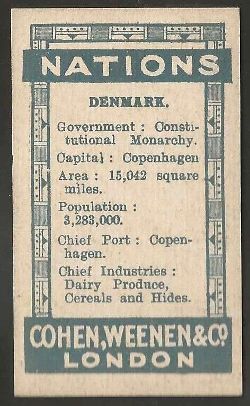 NATIONS
DENMARK.
Government : Consti-
tutional Monarchy.
Capital : Copenhagen
Area : 15,042 square
miles.
Population :
3,283,000.
Chief Port : Copen-
hagen.
Chief Industries :
Dairy Produce,
Cereals and Hides.
COHEN, WEENEN & Co.
LONDON